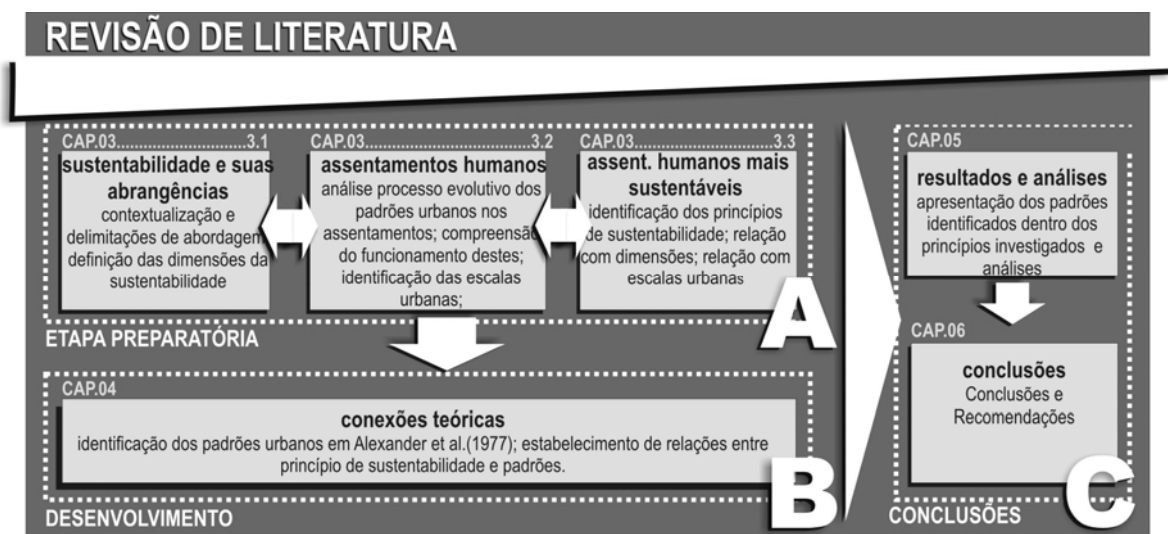 REVISÃO DE LITERATURA
CAP.03.............................3.1
sustentabilidade e suas
abrangências
contextualização e
delimitações de abordagem
definição das dimensões da
sustentabilidade
CAP.03.........................................3.2
assentamentos humanos
análise processo evolutivo dos
padrões urbanos nos
assentamentos; compreensão
do funcionamento destes;
identificação das escalas
urbanas;
CAP.03..............................3.3
assent. humanos mais
sustentáveis
identificação dos princípios
de sustentabilidade; relação
com dimensões; relação com
escalas urbanas
A
ETAPA PREPARATÓRIA
CAP.04
conexões teóricas
identificação dos padrões urbanos em Alexander et al.(1977); estabelecimento de relações entre
princípio de sustentabilidade e padrões.
B
DESENVOLVIMENTO
CAP.05
resultados e análises
apresentação dos padrões
identificados dentro dos
princípios investigados e
análises
CAP.06
conclusões
Conclusões e
Recomendações
C
CONCLUSÕES